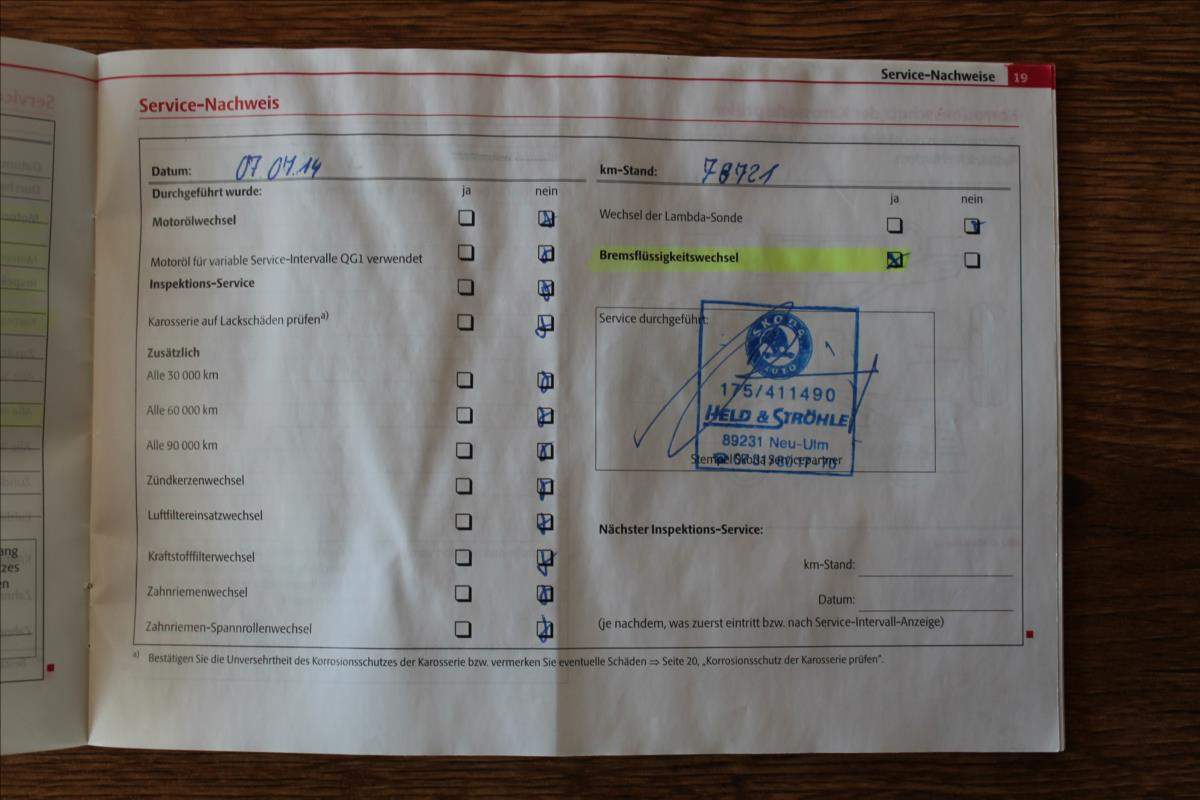 Service-Nachweise 19
Service-Nachweis
Datum: 07 04.14
Durchgeführt wurde: ja nein
Motorölwechsel
Motoröl für variable Service-Intervalle QG1 verwendet
Inspektions-Service
Karosserie auf Lackschäden prüfen a)
Zusätzlich
Alle 30 000 km
Alle 60 000 km
Alle 90 000 km
Zündkerzenwechsel
Luftfiltereinsatzwechsel
Kraftstofffilterwechsel
Zahnriemenwechsel
Zahnriemen-Spannrollenwechsel
km-Stand: 78721
ja nein
Wechsel der Lambda-Sonde
Bremsflüssigkeitswechsel
Service durchgeführt:
SKODA
AUTO
175/411490
HELD & STRÖHLE
89231 Neu-Ulm
Stempel Škoda Servicepartner
Nächster Inspektions-Service:
km-Stand:
Datum:
(je nachdem, was zuerst eintritt bzw. nach Service-Intervall-Anzeige)
a) Bestätigen Sie die Unversehrtheit des Korrosionsschutzes der Karosserie bzw. vermerken Sie eventuelle Schäden ⇒ Seite 20, „Korrosionsschutz der Karosserie prüfen“.